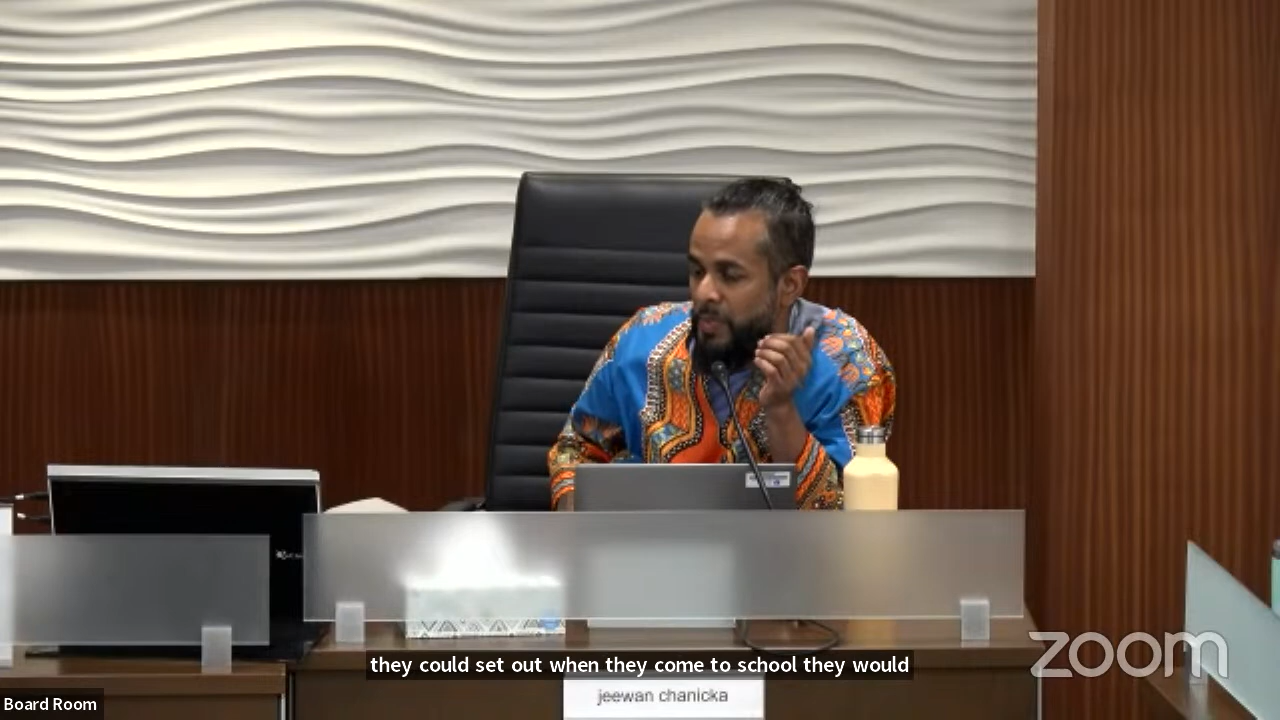 they could set out when they come to school they would
zoom
jeewan chanicka
Board Room